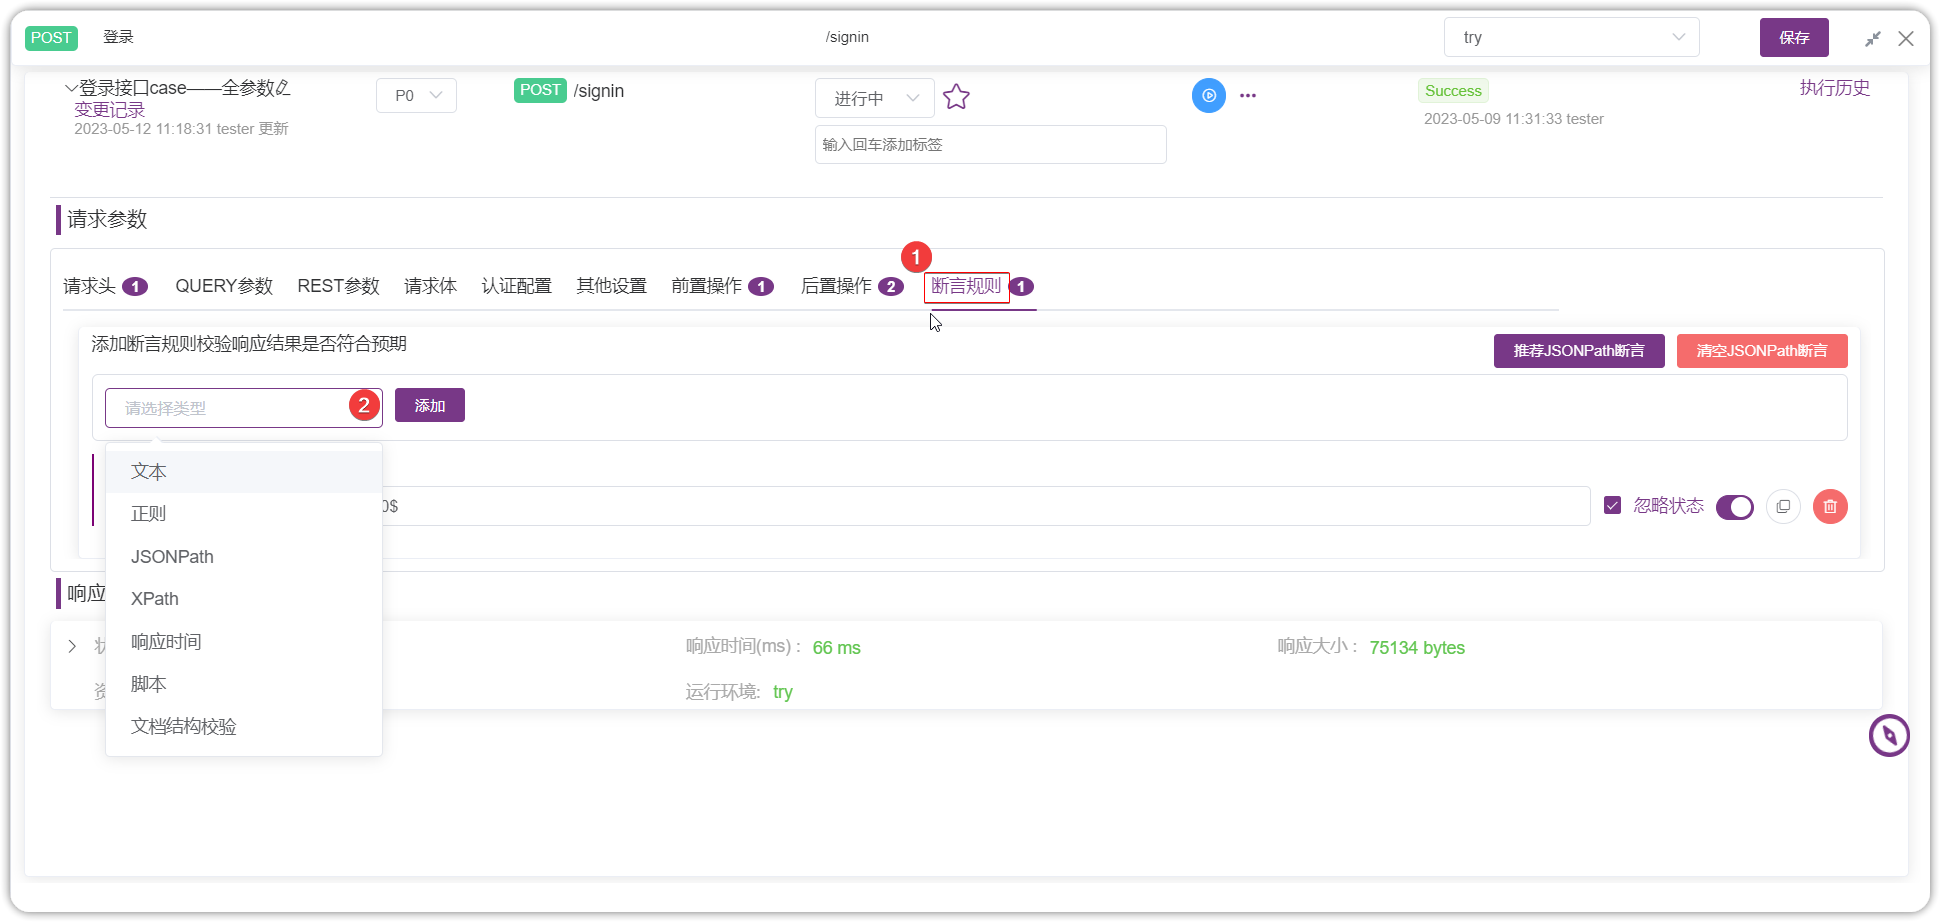 POST 登录 /signin try 保存
登录接口case——全参数 P0 POST /signin 进行中 Success 执行历史
变更记录
2023-05-12 11:18:31 tester 更新 2023-05-09 11:31:33 tester
输入回车添加标签
请求参数
1
请求头 1 QUERY参数 REST参数 请求体 认证配置 其他设置 前置操作 1 后置操作 2 断言规则 1
添加断言规则校验响应结果是否符合预期 推荐JSONPath断言 清空JSONPath断言
请选择类型 2 添加
文本
0$ 忽略状态
正则
JSONPath
响应
XPath
响应时间 响应时间(ms) : 66 ms 响应大小 : 75134 bytes
脚本 运行环境: try
文档结构校验